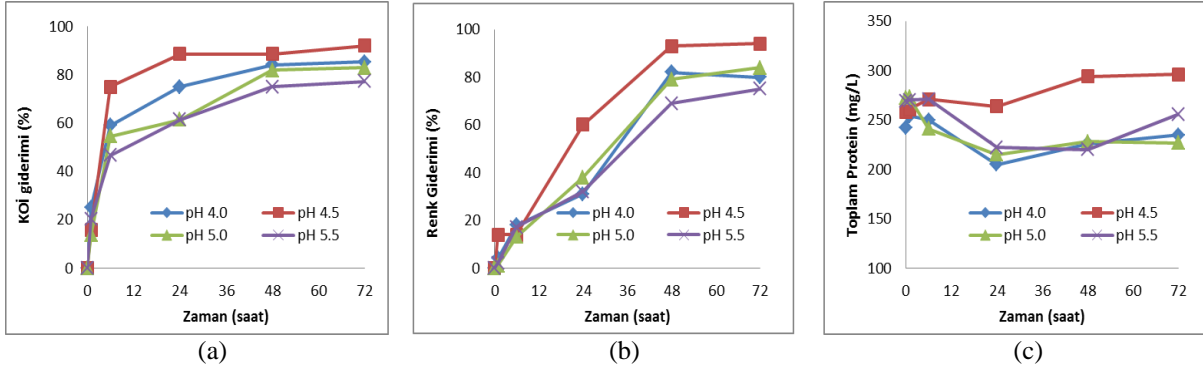 KOİ giderimi (%)
100
80
60
40
20
0
pH 4.0
pH 4.5
pH 5.0
pH 5.5
0 12 24 36 48 60 72
Zaman (saat)
(a)
Renk Giderimi (%)
100
80
60
40
20
0
pH 4.0
pH 4.5
pH 5.0
pH 5.5
0 12 24 36 48 60 72
Zaman (saat)
(b)
Toplam Protein (mg/L)
350
300
250
200
150
100
pH 4.0
pH 4.5
pH 5.0
pH 5.5
0 12 24 36 48 60 72
Zaman (saat)
(c)